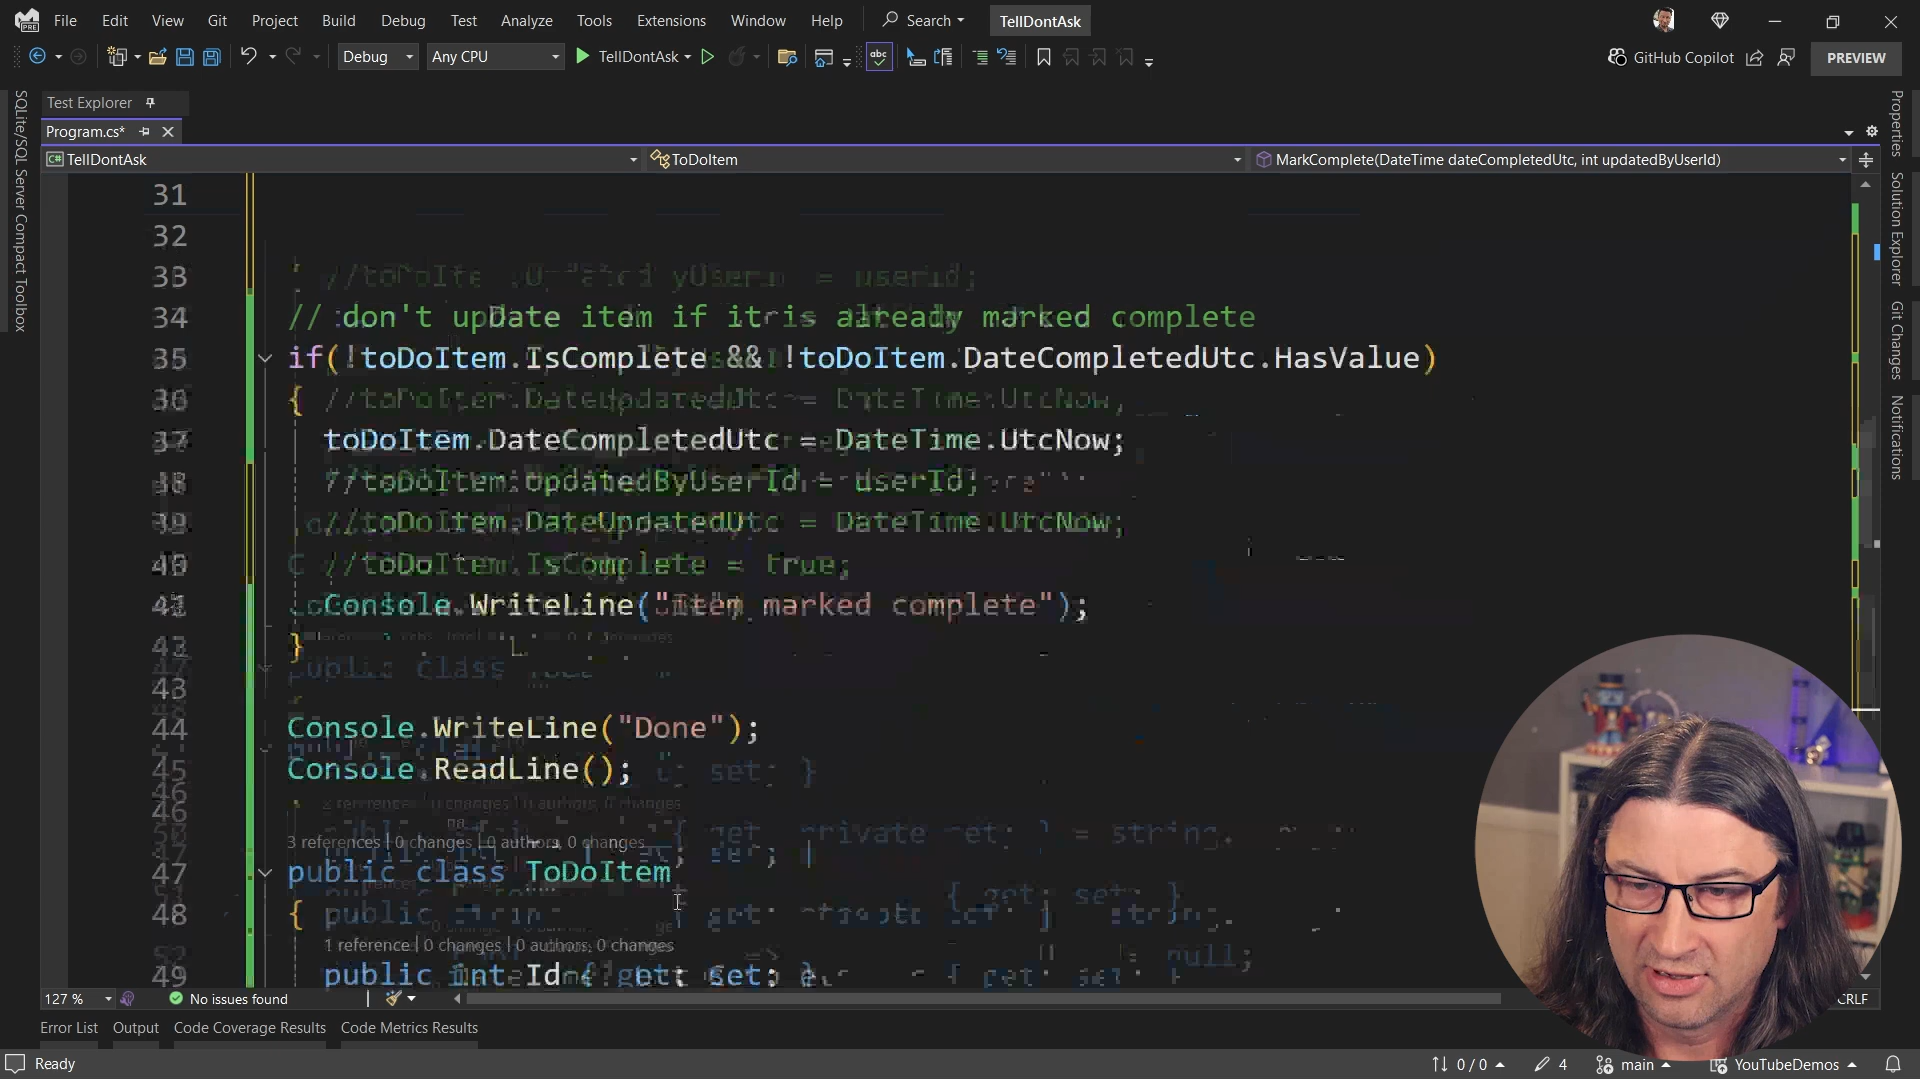 File Edit View Git Project Build Debug Test Analyze Tools Extensions Window Help Search TellDontAsk
Debug Any CPU TellDontAsk GitHub Copilot PREVIEW
Test Explorer
Program.cs*
TellDontAsk ToDoItem MarkComplete(DateTime dateCompletedUtc, int updatedByUserId)
SQLite/SQL Server Compact Toolbox
Properties
Solution Explorer
Git Changes
Notifications
31
32
33
34 // don't update item if it is already marked complete
35 if(!toDoItem.IsComplete && !toDoItem.DateCompletedUtc.HasValue)
36 {
37 toDoItem.DateCompletedUtc = DateTime.UtcNow;
//toDoItem.UpdatedByUserId = userId;
//toDoItem.DateUpdatedUtc = DateTime.UtcNow;
//toDoItem.IsComplete = true;
41 Console.WriteLine("Item marked complete");
}
43
44 Console.WriteLine("Done");
45 Console.ReadLine();
46
3 references | 0 changes | 0 authors, 0 changes
47 public class ToDoItem
48 {
1 reference | 0 changes | 0 authors, 0 changes
49 public int Id { get; set; }
127 % No issues found CRLF
Error List Output Code Coverage Results Code Metrics Results
Ready 0 / 0 4 main YouTubeDemos